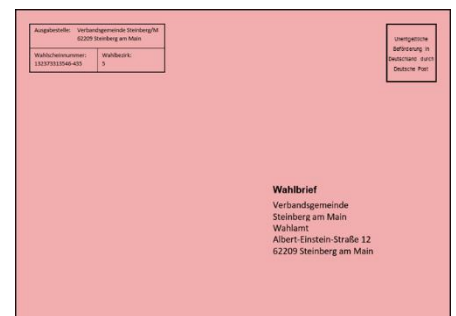 Ausgabestelle: Verbandsgemeinde Steinberg/M
62209 Steinberg am Main
Wahlscheinnummer:
132373313546-435
Wahlbezirk:
5
Unentgeltliche
Beförderung in
Deutschland durch
Deutsche Post
Wahlbrief
Verbandsgemeinde
Steinberg am Main
Wahlamt
Albert-Einstein-Straße 12
62209 Steinberg am Main